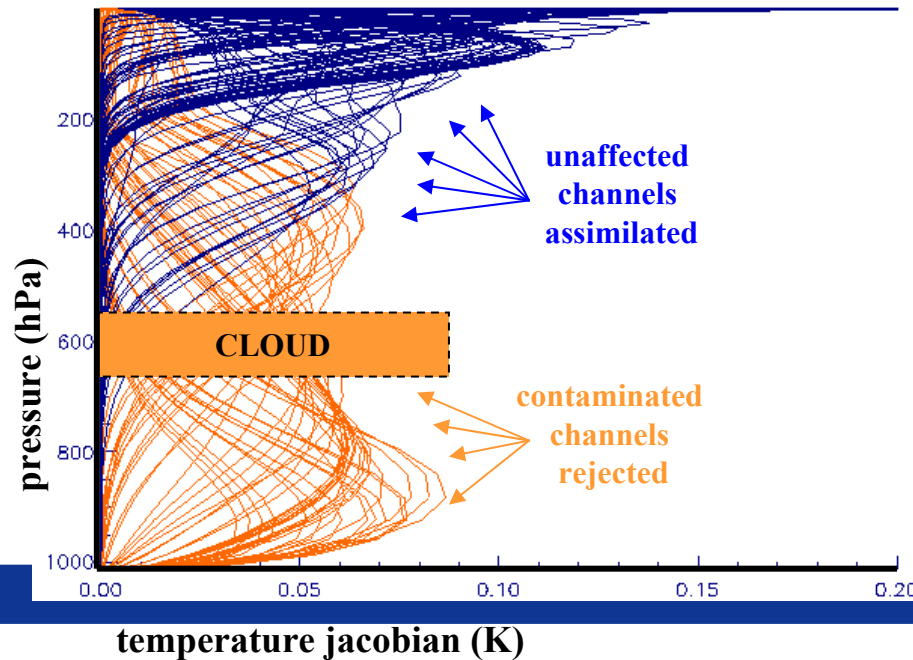 200
400
600
800
1000
pressure (hPa)
unaffected
channels
assimilated
CLOUD
contaminated
channels
rejected
0.00 0.05 0.10 0.15 0.20
temperature jacobian (K)